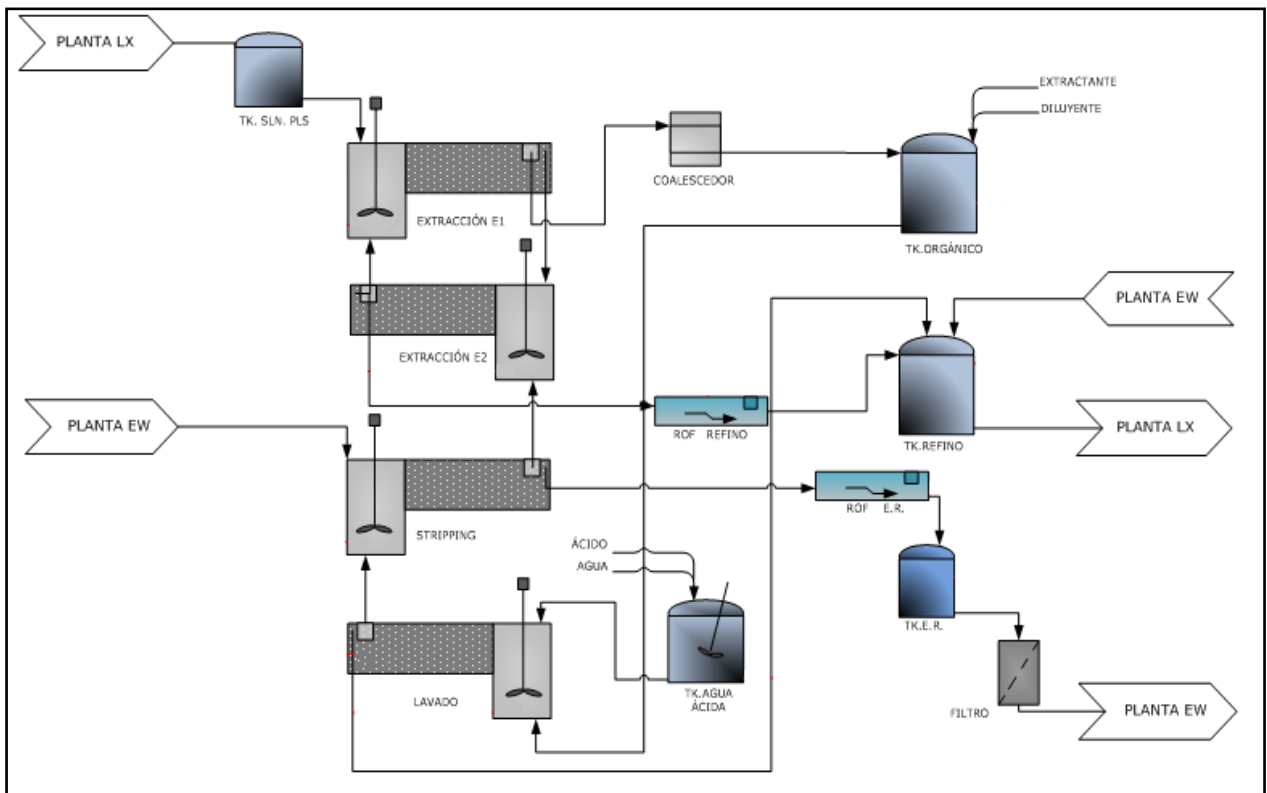 PLANTA LX
TK. SLN. PLS
EXTRACTANTE
DILUYENTE
COALESCEDOR
EXTRACCIÓN E1
TK.ORGÁNICO
PLANTA EW
EXTRACCIÓN E2
PLANTA EW
ROF REFINO
TK.REFINO
PLANTA LX
ROF E.R.
STRIPPING
ÁCIDO
AGUA
TK.E.R.
LAVADO
TK.AGUA
ÁCIDA
FILTRO
PLANTA EW